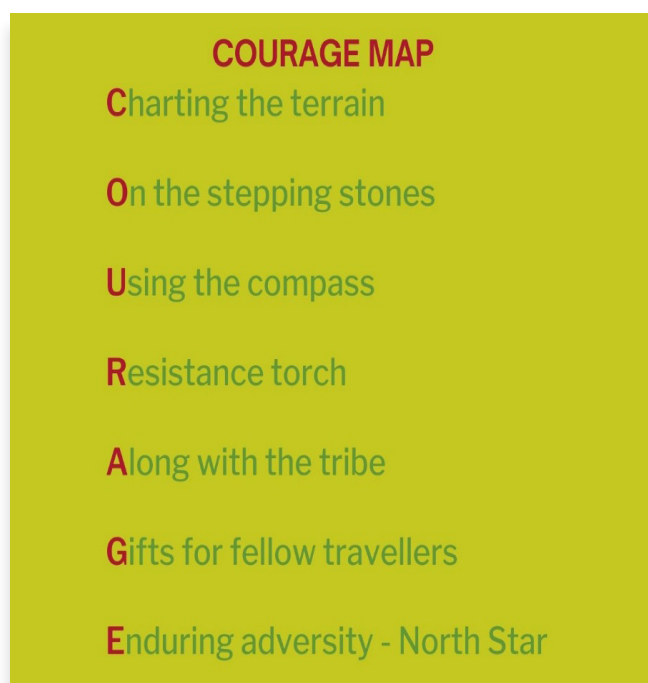 COURAGE MAP
Charting the terrain
On the stepping stones
Using the compass
Resistance torch
Along with the tribe
Gifts for fellow travellers
Enduring adversity - North Star